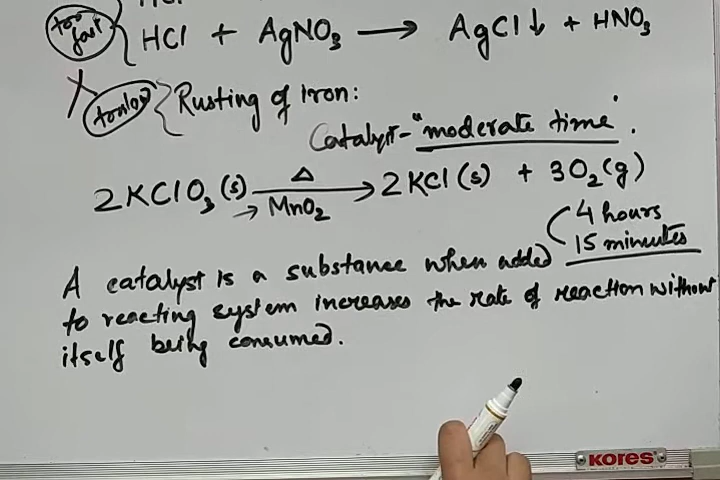 too fast
HCl
HCl + AgNO₃ → AgCl↓ + HNO₃
too slow
Rusting of Iron:
Catalyst - "moderate time".
2KClO₃(s) →Δ 2KCl(s) + 3O₂(g)
→ MnO₂
4 hours
15 minutes
A catalyst is a substance when added
to reacting system increases the rate of reaction without
itself being consumed.
KORES